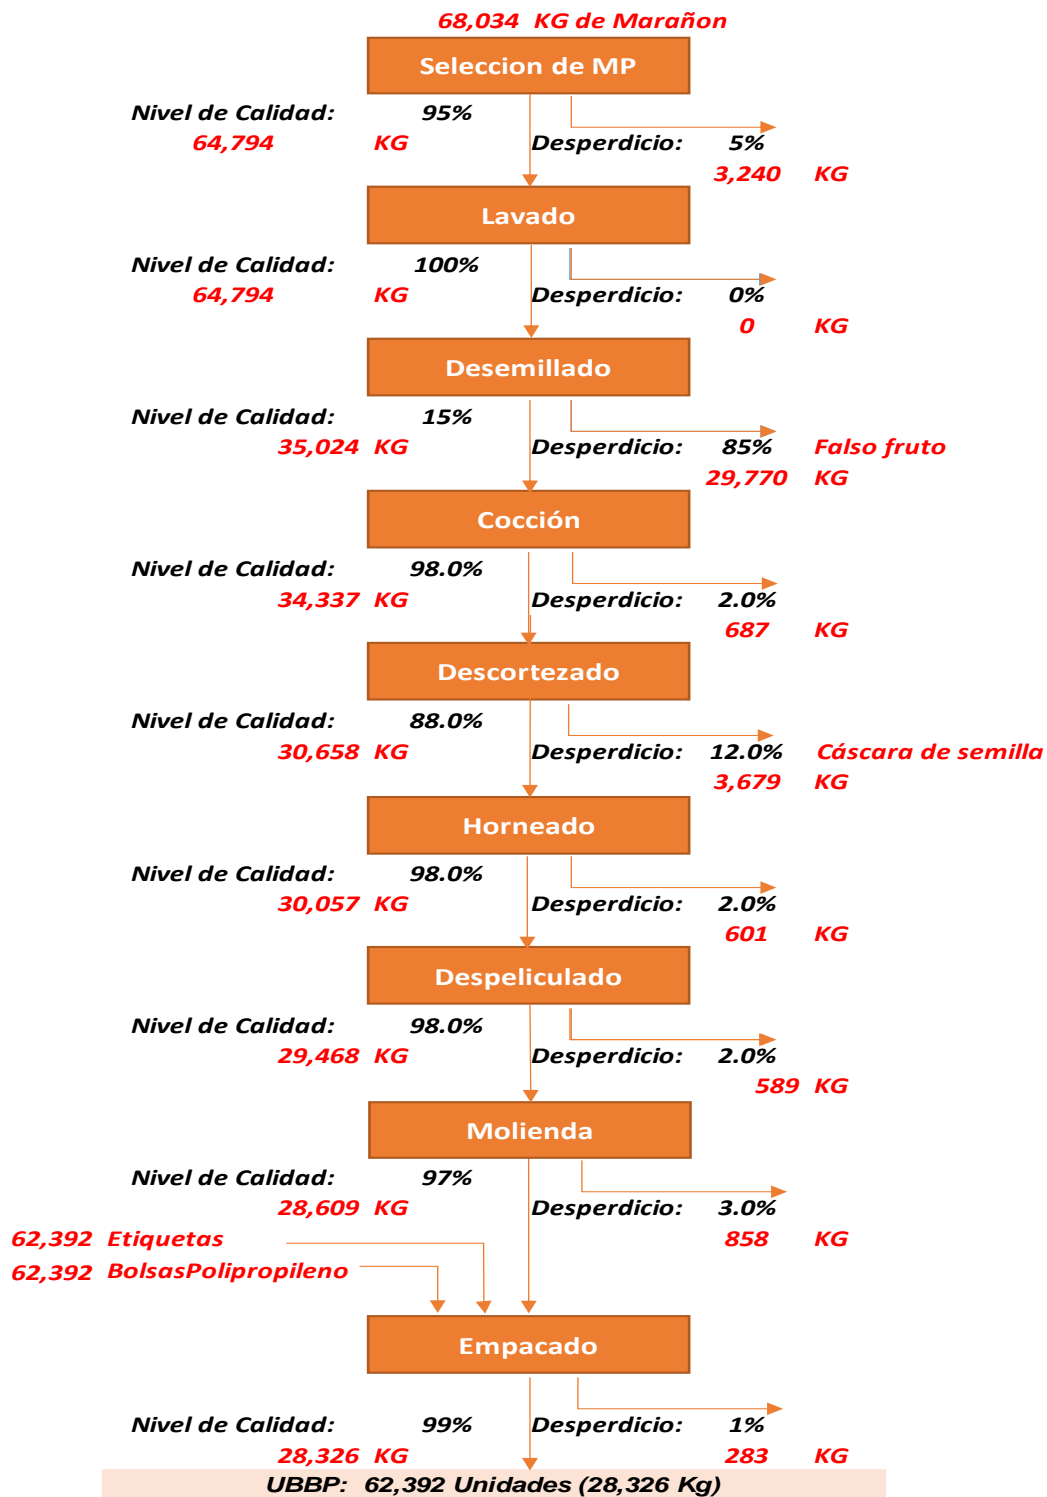 68,034 KG de Marañon
Seleccion de MP
Nivel de Calidad: 95%
64,794 KG Desperdicio: 5%
3,240 KG
Lavado
Nivel de Calidad: 100%
64,794 KG Desperdicio: 0%
0 KG
Desemillado
Nivel de Calidad: 15%
35,024 KG Desperdicio: 85% Falso fruto
29,770 KG
Cocción
Nivel de Calidad: 98.0%
34,337 KG Desperdicio: 2.0%
687 KG
Descortezado
Nivel de Calidad: 88.0%
30,658 KG Desperdicio: 12.0% Cáscara de semilla
3,679 KG
Horneado
Nivel de Calidad: 98.0%
30,057 KG Desperdicio: 2.0%
601 KG
Despeliculado
Nivel de Calidad: 98.0%
29,468 KG Desperdicio: 2.0%
589 KG
Molienda
Nivel de Calidad: 97%
28,609 KG Desperdicio: 3.0%
62,392 Etiquetas 858 KG
62,392 BolsasPolipropileno
Empacado
Nivel de Calidad: 99% Desperdicio: 1%
28,326 KG 283 KG
UBBP: 62,392 Unidades (28,326 Kg)